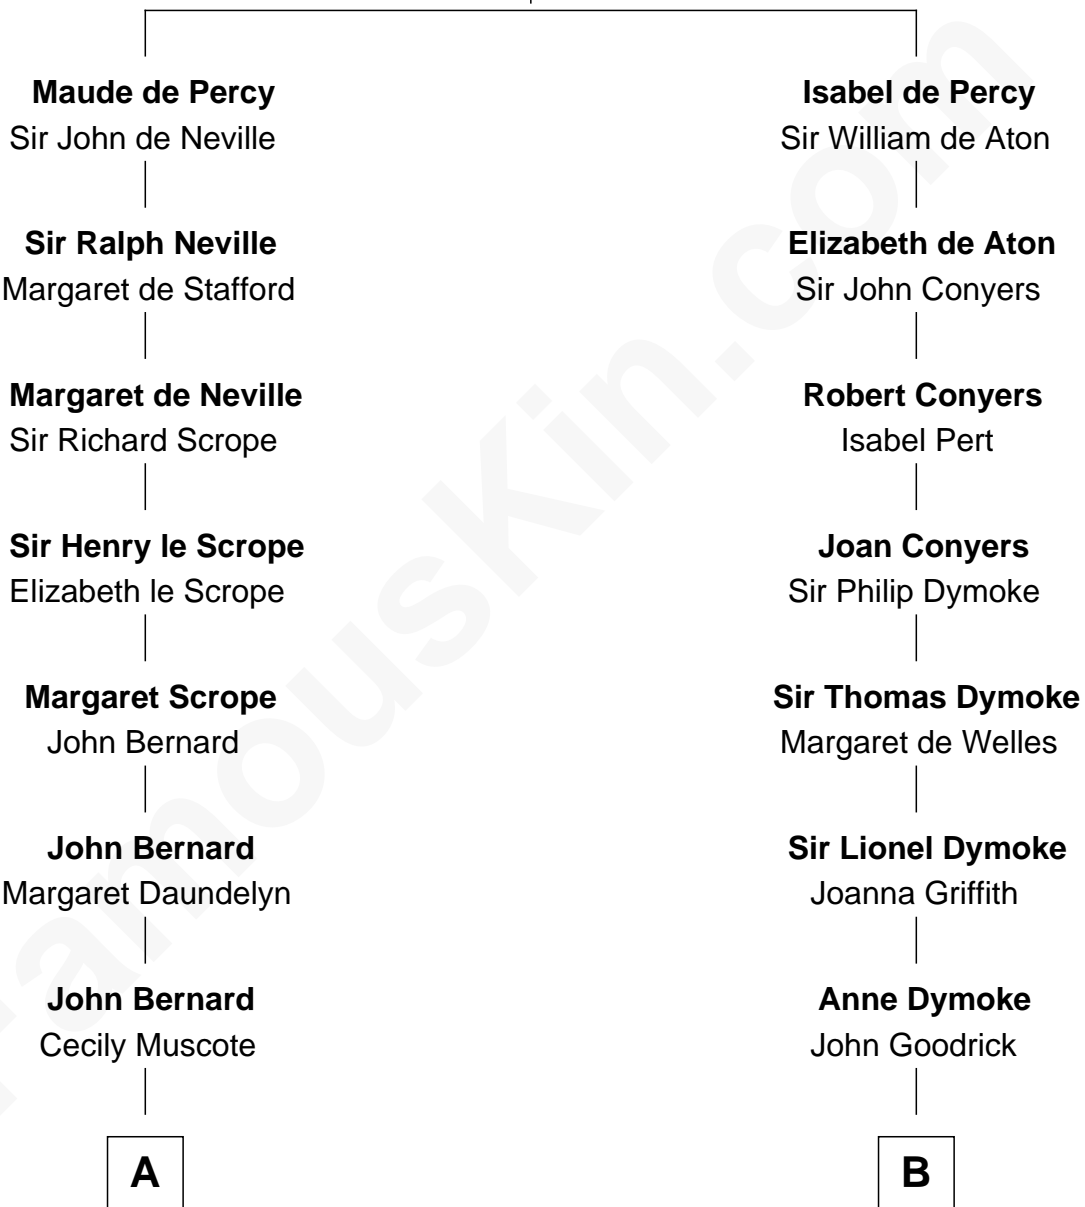 Maude de Percy
Sir John de Neville
Sir Ralph Neville
Margaret de Stafford
Margaret de Neville
Sir Richard Scrope
Sir Henry le Scrope
Elizabeth le Scrope
Margaret Scrope
John Bernard
John Bernard
Margaret Daundelyn
John Bernard
Cecily Muscote
A
Isabel de Percy
Sir William de Aton
Elizabeth de Aton
Sir John Conyers
Robert Conyers
Isabel Pert
Joan Conyers
Sir Philip Dymoke
Sir Thomas Dymoke
Margaret de Welles
Sir Lionel Dymoke
Joanna Griffith
Anne Dymoke
John Goodrick
B
FamousKin.com